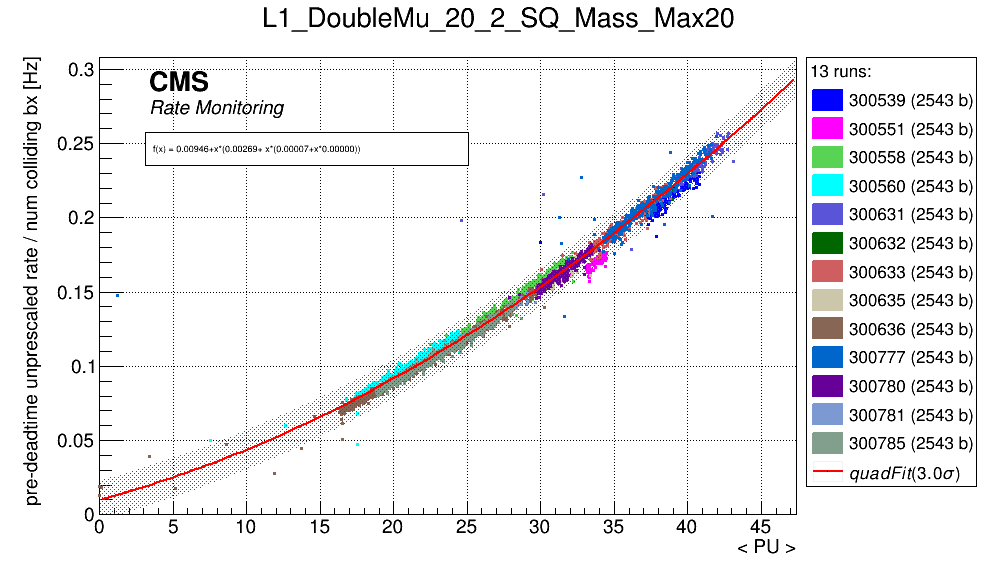 L1_DoubleMu_20_2_SQ_Mass_Max20
pre-deadtime unprescaled rate / num colliding bx [Hz]
CMS
Rate Monitoring
f(x) = 0.00946+x*(0.00269+ x*(0.00007+x*0.00000))
0.3
0.25
0.2
0.15
0.1
0.05
0
0 5 10 15 20 25 30 35 40 45
< PU >
13 runs:
300539 (2543 b)
300551 (2543 b)
300558 (2543 b)
300560 (2543 b)
300631 (2543 b)
300632 (2543 b)
300633 (2543 b)
300635 (2543 b)
300636 (2543 b)
300777 (2543 b)
300780 (2543 b)
300781 (2543 b)
300785 (2543 b)
quadFit(3.0σ)